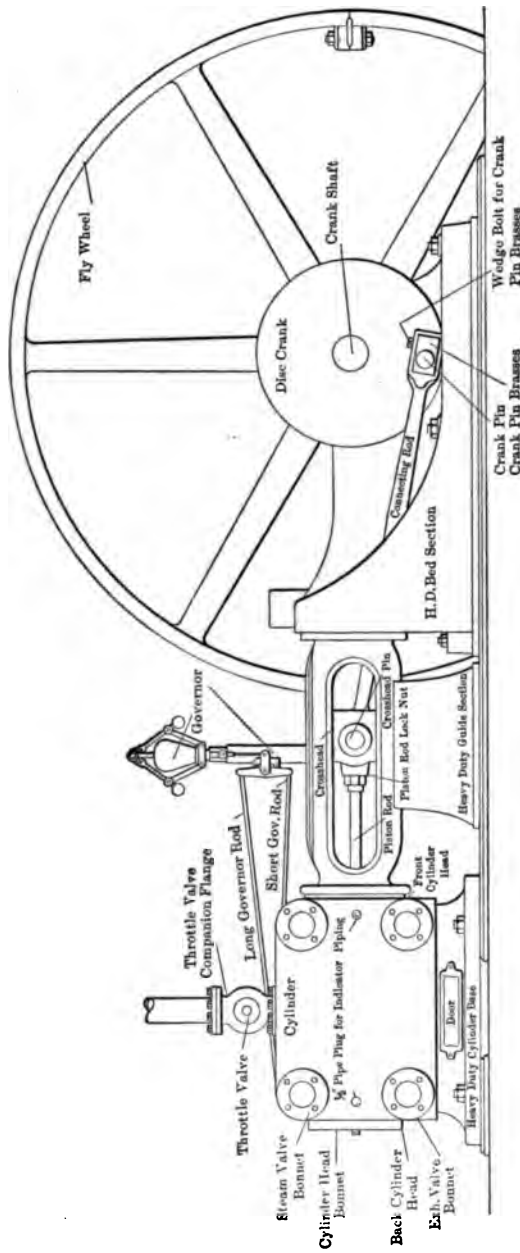 Fly Wheel
Crank Shaft
Disc Crank
Wedge Bolt for Crank
Pin Brasses
Crank Pin
Crank Pin Brasses
Connecting Rod
H.D. Bed Section
Governor
Crosshead
Crosshead Pin
Piston Rod
Piston Rod Lock Nut
Heavy Duty Guide Section
Long Governor Rod
Short Gov. Rod
Throttle Valve
Companion Flange
Throttle Valve
Cylinder
½" Pipe Plug for Indicator Piping
Front
Cylinder
Head
Door
Heavy Duty Cylinder Base
Steam Valve
Bonnet
Cylinder Head
Bonnet
Back Cylinder
Head
Exh. Valve
Bonnet